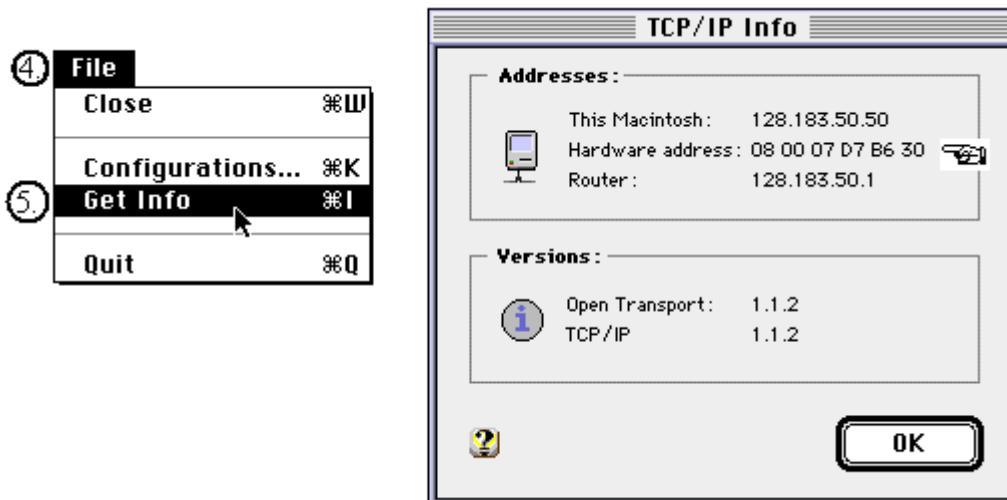 4.
File
Close ⌘W
Configurations... ⌘K
5.
Get Info ⌘I
Quit ⌘Q
TCP/IP Info
Addresses:
This Macintosh: 128.183.50.50
Hardware address: 08 00 07 D7 B6 30
Router: 128.183.50.1
Versions:
Open Transport: 1.1.2
TCP/IP 1.1.2
OK